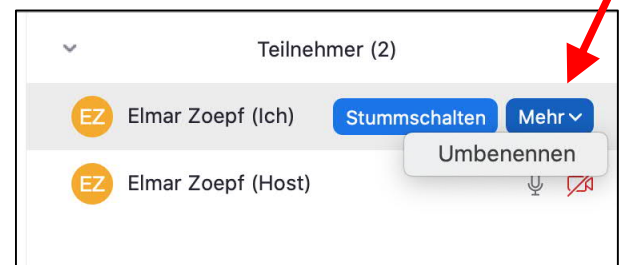 Teilnehmer (2)
EZ Elmar Zoepf (Ich) Stummschalten Mehr
Umbenennen
EZ Elmar Zoepf (Host)